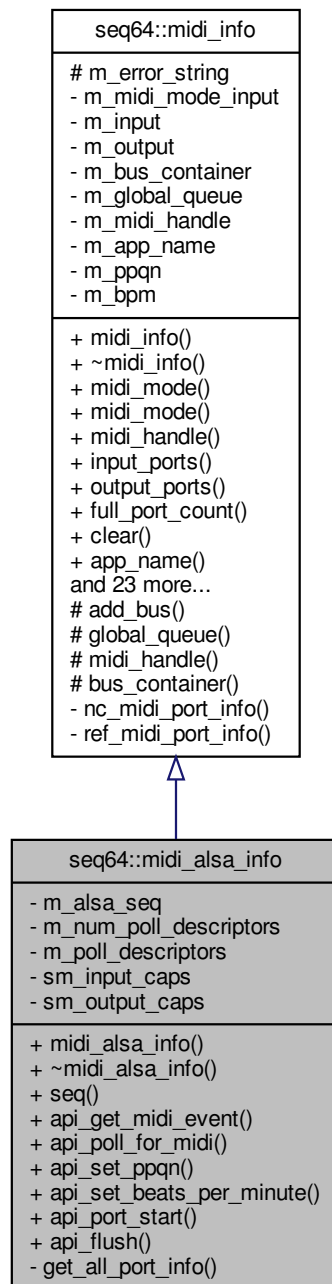 seq64::midi_info
# m_error_string
- m_midi_mode_input
- m_input
- m_output
- m_bus_container
- m_global_queue
- m_midi_handle
- m_app_name
- m_ppqn
- m_bpm
+ midi_info()
+ ~midi_info()
+ midi_mode()
+ midi_mode()
+ midi_handle()
+ input_ports()
+ output_ports()
+ full_port_count()
+ clear()
+ app_name()
and 23 more...
# add_bus()
# global_queue()
# midi_handle()
# bus_container()
- nc_midi_port_info()
- ref_midi_port_info()
seq64::midi_alsa_info
- m_alsa_seq
- m_num_poll_descriptors
- m_poll_descriptors
- sm_input_caps
- sm_output_caps
+ midi_alsa_info()
+ ~midi_alsa_info()
+ seq()
+ api_get_midi_event()
+ api_poll_for_midi()
+ api_set_ppqn()
+ api_set_beats_per_minute()
+ api_port_start()
+ api_flush()
- get_all_port_info()